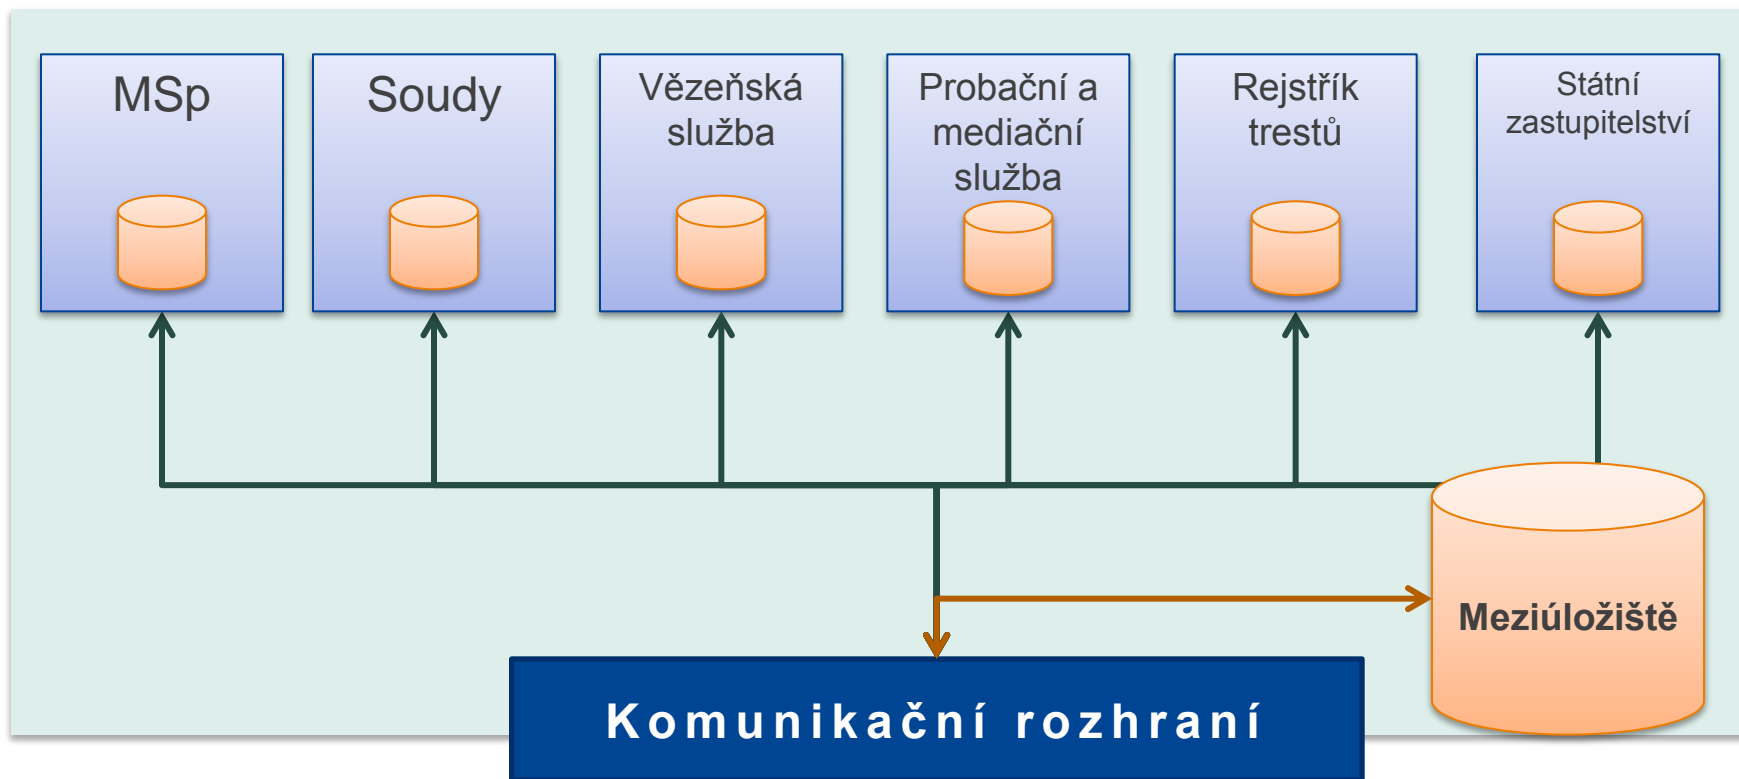 MSp
Soudy
Vězeňská
služba
Probační a
mediační
služba
Rejstřík
trestů
Státní
zastupitelství
Meziúložiště
Komunikační rozhraní